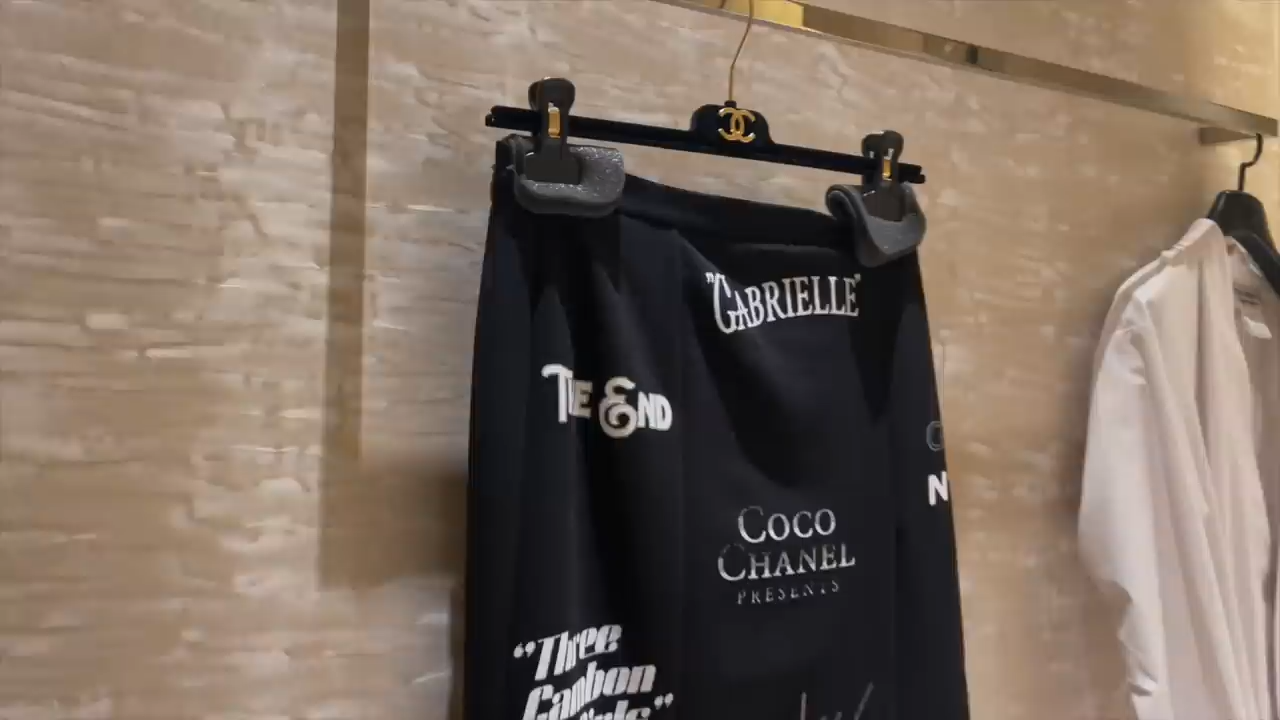 "GABRIELLE"
THE END
COCO
CHANEL
PRESENTS
"Three
Cambon